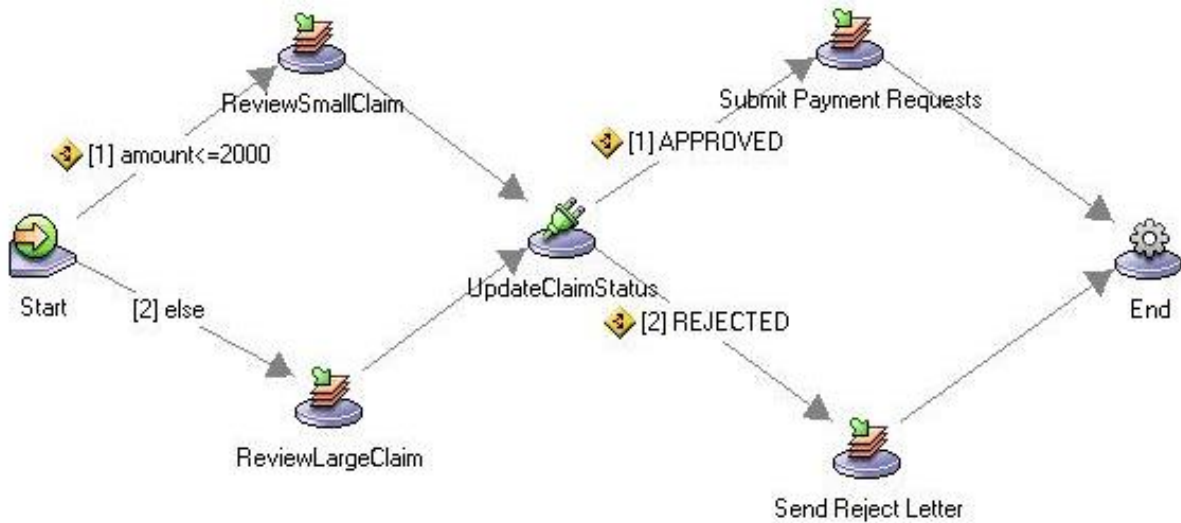 ReviewSmallClaim
Submit Payment Requests
[1] amount<=2000
[1] APPROVED
Start
UpdateClaimStatus
End
[2] else
[2] REJECTED
ReviewLargeClaim
Send Reject Letter